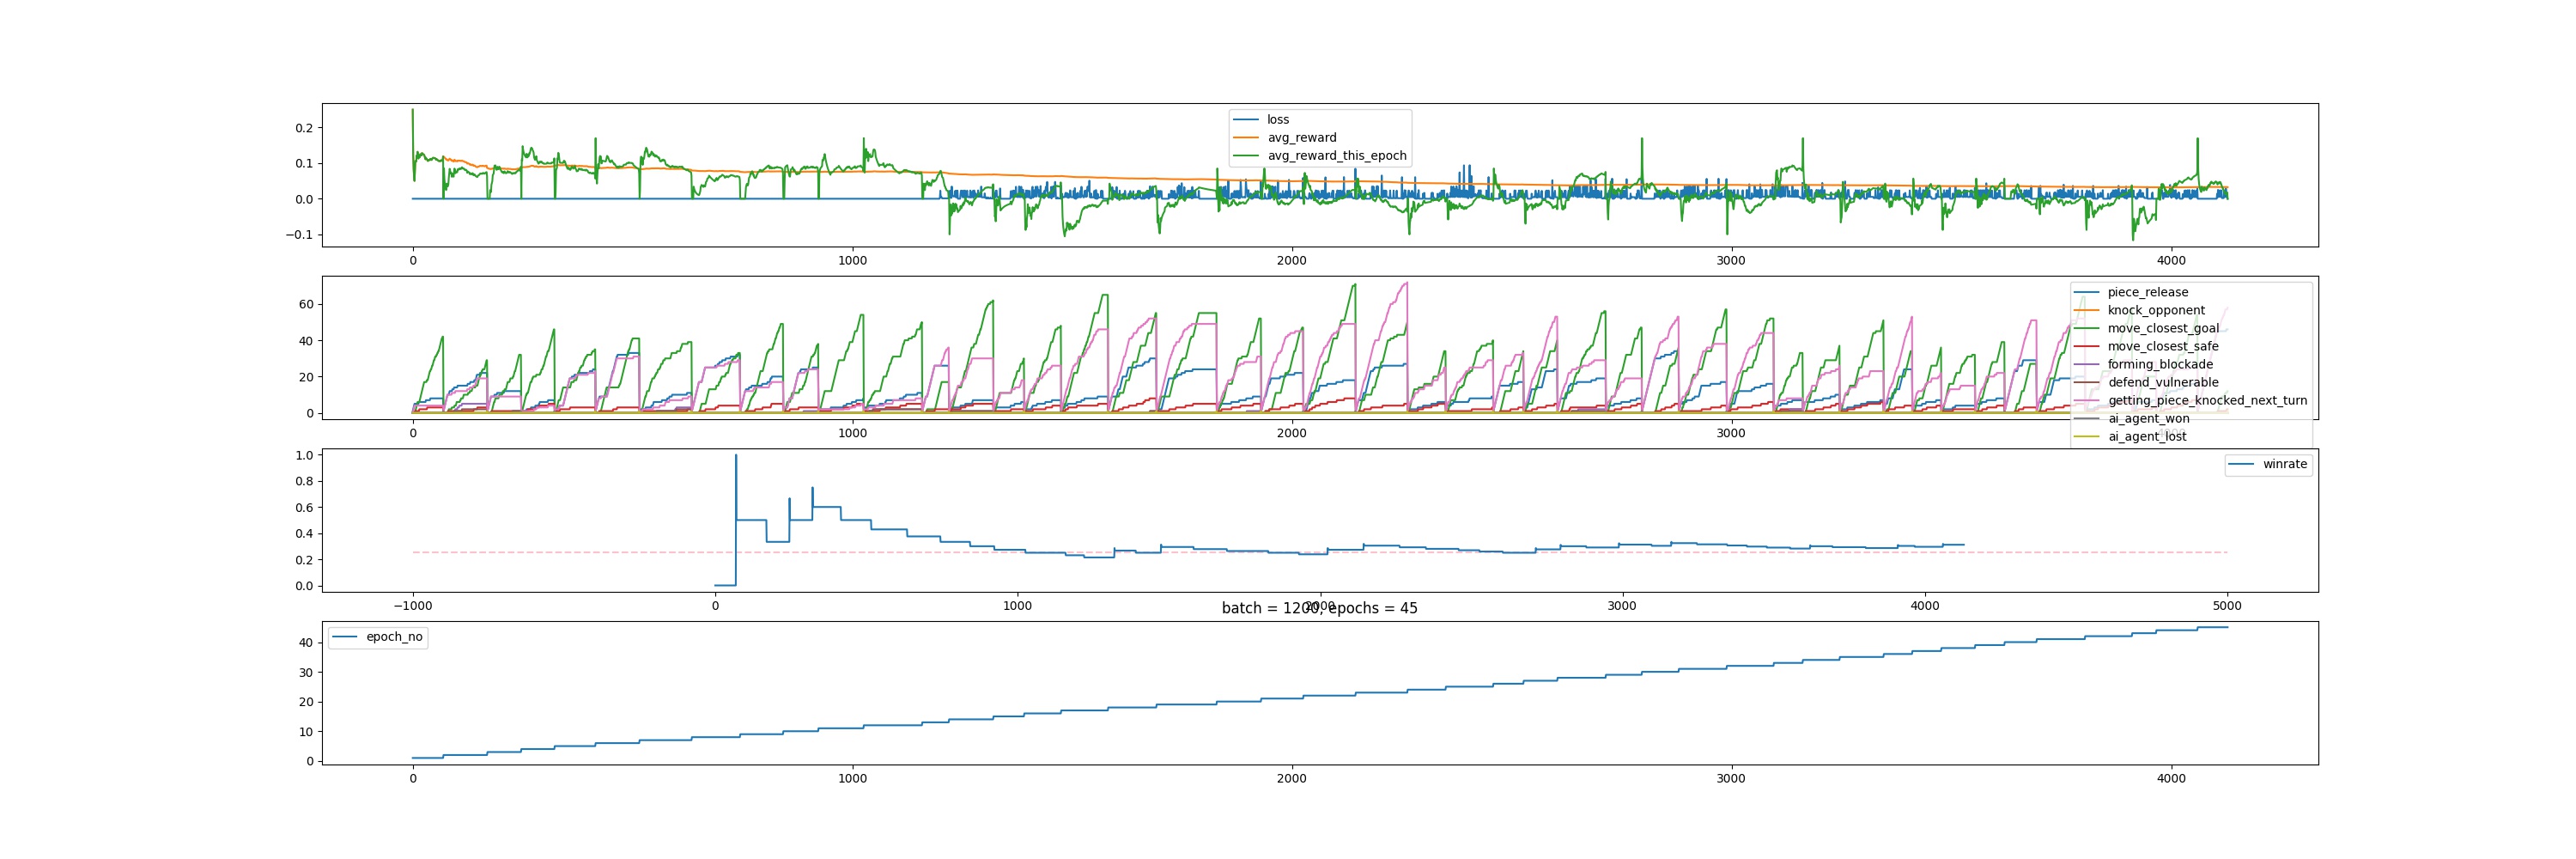 0.2
0.1
0.0
−0.1
loss
avg_reward
avg_reward_this_epoch
0 1000 2000 3000 4000
60
40
20
0
piece_release
knock_opponent
move_closest_goal
move_closest_safe
forming_blockade
defend_vulnerable
getting_piece_knocked_next_turn
ai_agent_won
ai_agent_lost
0 1000 2000 3000 4000
1.0
0.8
0.6
0.4
0.2
0.0
winrate
−1000 0 1000 2000 3000 4000 5000
batch = 1200, epochs = 45
40
30
20
10
0
epoch_no
0 1000 2000 3000 4000